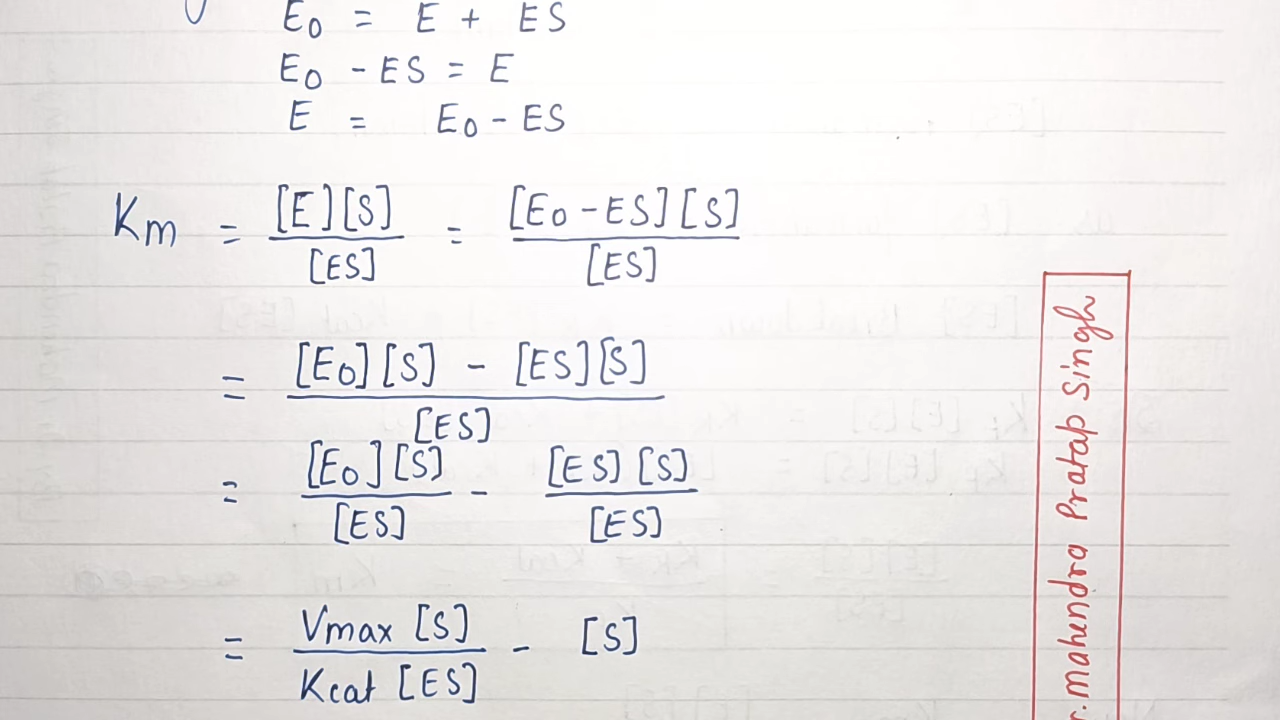 E0 = E + ES
E0 - ES = E
E = E0 - ES
Km = [E][S] / [ES] = [E0 - ES][S] / [ES]
= [E0][S] - [ES][S] / [ES]
= [E0][S] / [ES] - [ES][S] / [ES]
= Vmax [S] / Kcat [ES] - [S]
r. Mahendra Pratap Singh